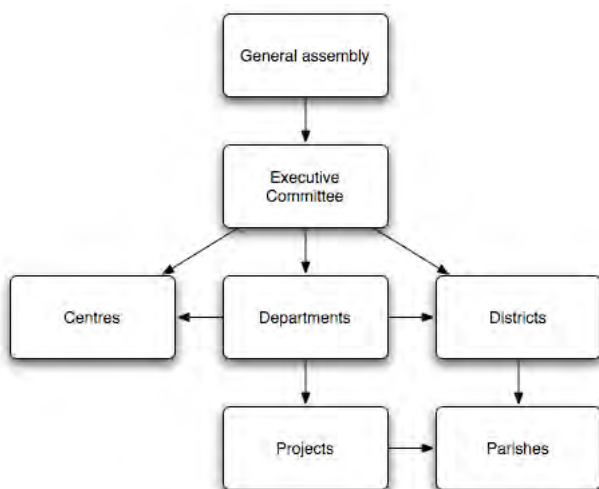 General assembly
Executive
Committee
Centres
Departments
Districts
Projects
Parishes